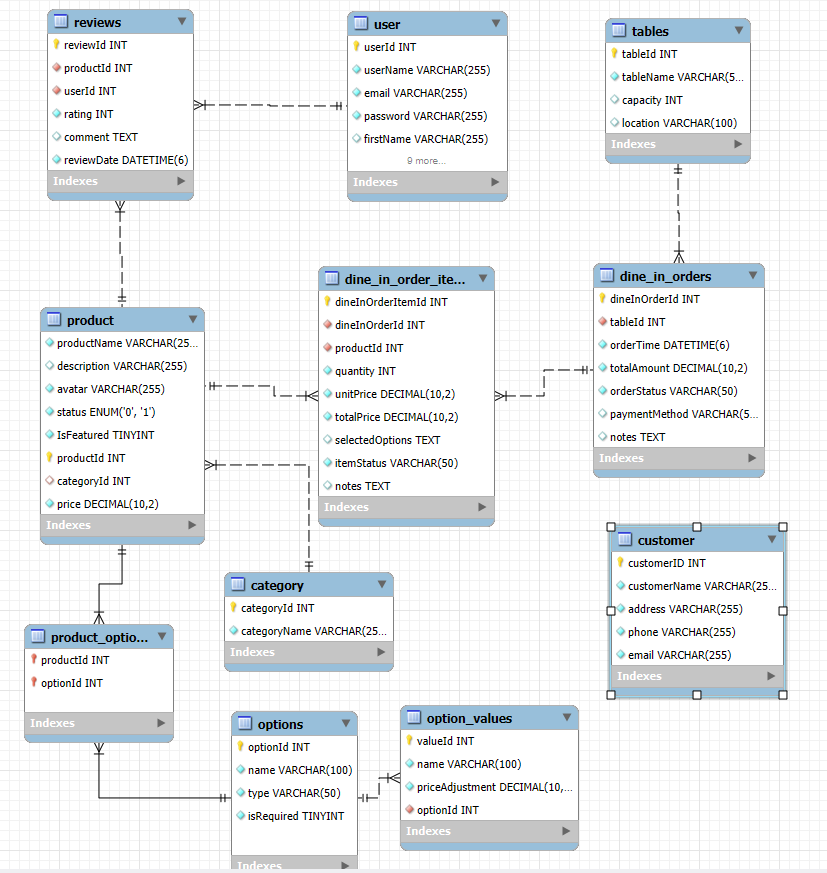 reviews
reviewId INT
productId INT
userId INT
rating INT
comment TEXT
reviewDate DATETIME(6)
Indexes
user
userId INT
userName VARCHAR(255)
email VARCHAR(255)
password VARCHAR(255)
firstName VARCHAR(255)
9 more...
Indexes
tables
tableId INT
tableName VARCHAR(5...
capacity INT
location VARCHAR(100)
Indexes
product
productName VARCHAR(25...
description VARCHAR(255)
avatar VARCHAR(255)
status ENUM('0', '1')
IsFeatured TINYINT
productId INT
categoryId INT
price DECIMAL(10,2)
Indexes
dine_in_order_ite...
dineInOrderItemId INT
dineInOrderId INT
productId INT
quantity INT
unitPrice DECIMAL(10,2)
totalPrice DECIMAL(10,2)
selectedOptions TEXT
itemStatus VARCHAR(50)
notes TEXT
Indexes
dine_in_orders
dineInOrderId INT
tableId INT
orderTime DATETIME(6)
totalAmount DECIMAL(10,2)
orderStatus VARCHAR(50)
paymentMethod VARCHAR(5...
notes TEXT
Indexes
customer
customerID INT
customerName VARCHAR(25...
address VARCHAR(255)
phone VARCHAR(255)
email VARCHAR(255)
Indexes
category
categoryId INT
categoryName VARCHAR(25...
Indexes
product_optio...
productId INT
optionId INT
Indexes
options
optionId INT
name VARCHAR(100)
type VARCHAR(50)
isRequired TINYINT
Indexes
option_values
valueId INT
name VARCHAR(100)
priceAdjustment DECIMAL(10,...
optionId INT
Indexes